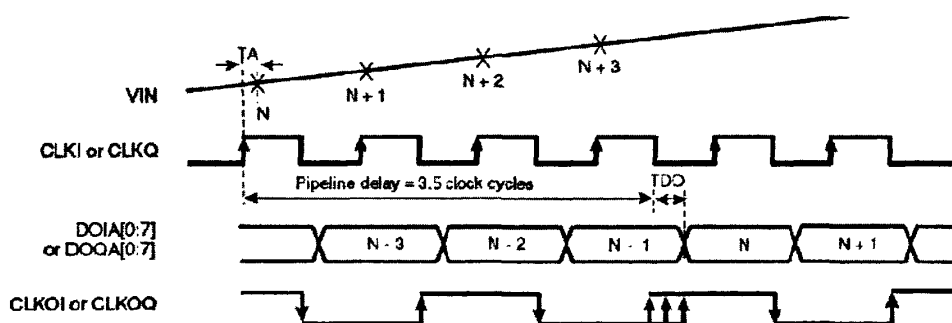 TA
VIN
N
N + 1
N + 2
N + 3
CLKI or CLKQ
Pipeline delay = 3.5 clock cycles
TDO
DOIA[0:7]
or DOQA[0:7]
N - 3
N - 2
N - 1
N
N + 1
CLKOI or CLKOQ